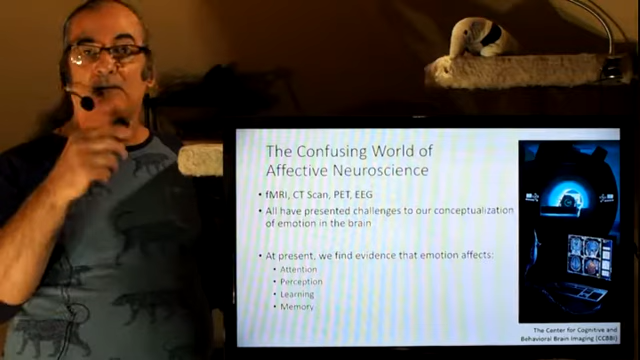 The Confusing World of
Affective Neuroscience
• fMRI, CT Scan, PET, EEG
• All have presented challenges to our conceptualization
of emotion in the brain
• At present, we find evidence that emotion affects:
• Attention
• Perception
• Learning
• Memory
The Center for Cognitive and
Behavioral Brain Imaging (CCBBI)